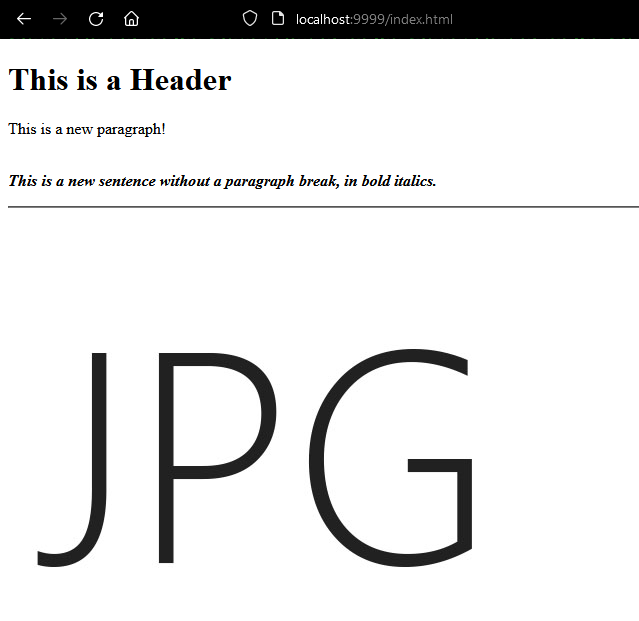 localhost:9999/index.html
This is a Header
This is a new paragraph!
This is a new sentence without a paragraph break, in bold italics.
JPG